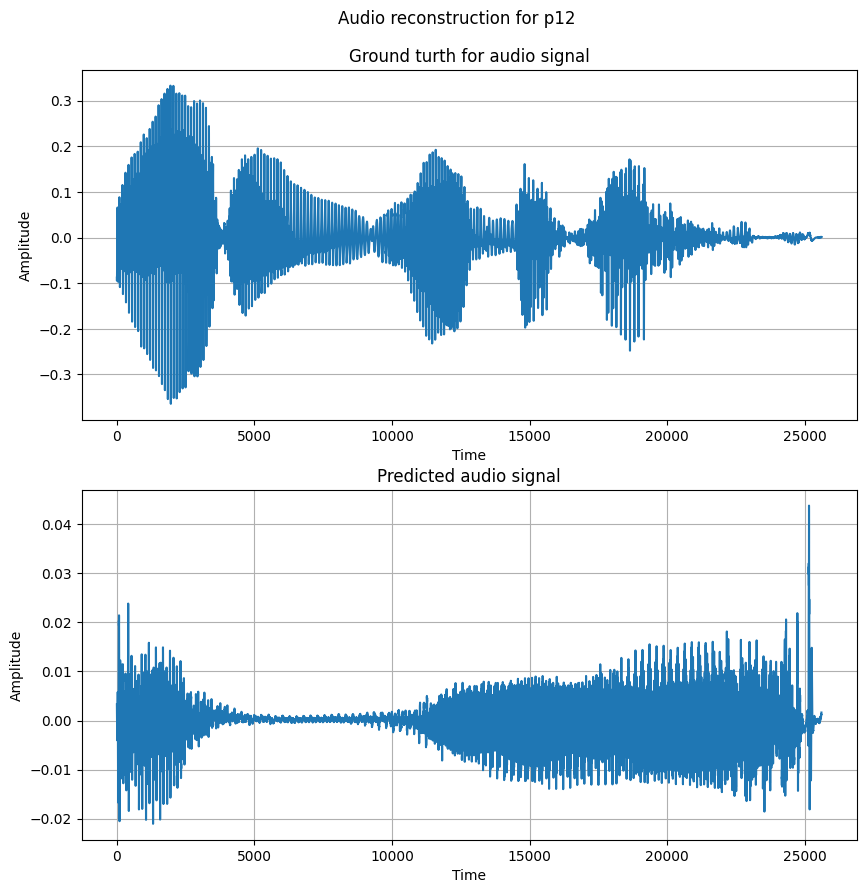 Audio reconstruction for p12
Ground turth for audio signal
0.3
0.2
0.1
0.0
−0.1
−0.2
−0.3
Amplitude
0 5000 10000 15000 20000 25000
Time
Predicted audio signal
0.04
0.03
0.02
0.01
0.00
−0.01
−0.02
Amplitude
0 5000 10000 15000 20000 25000
Time